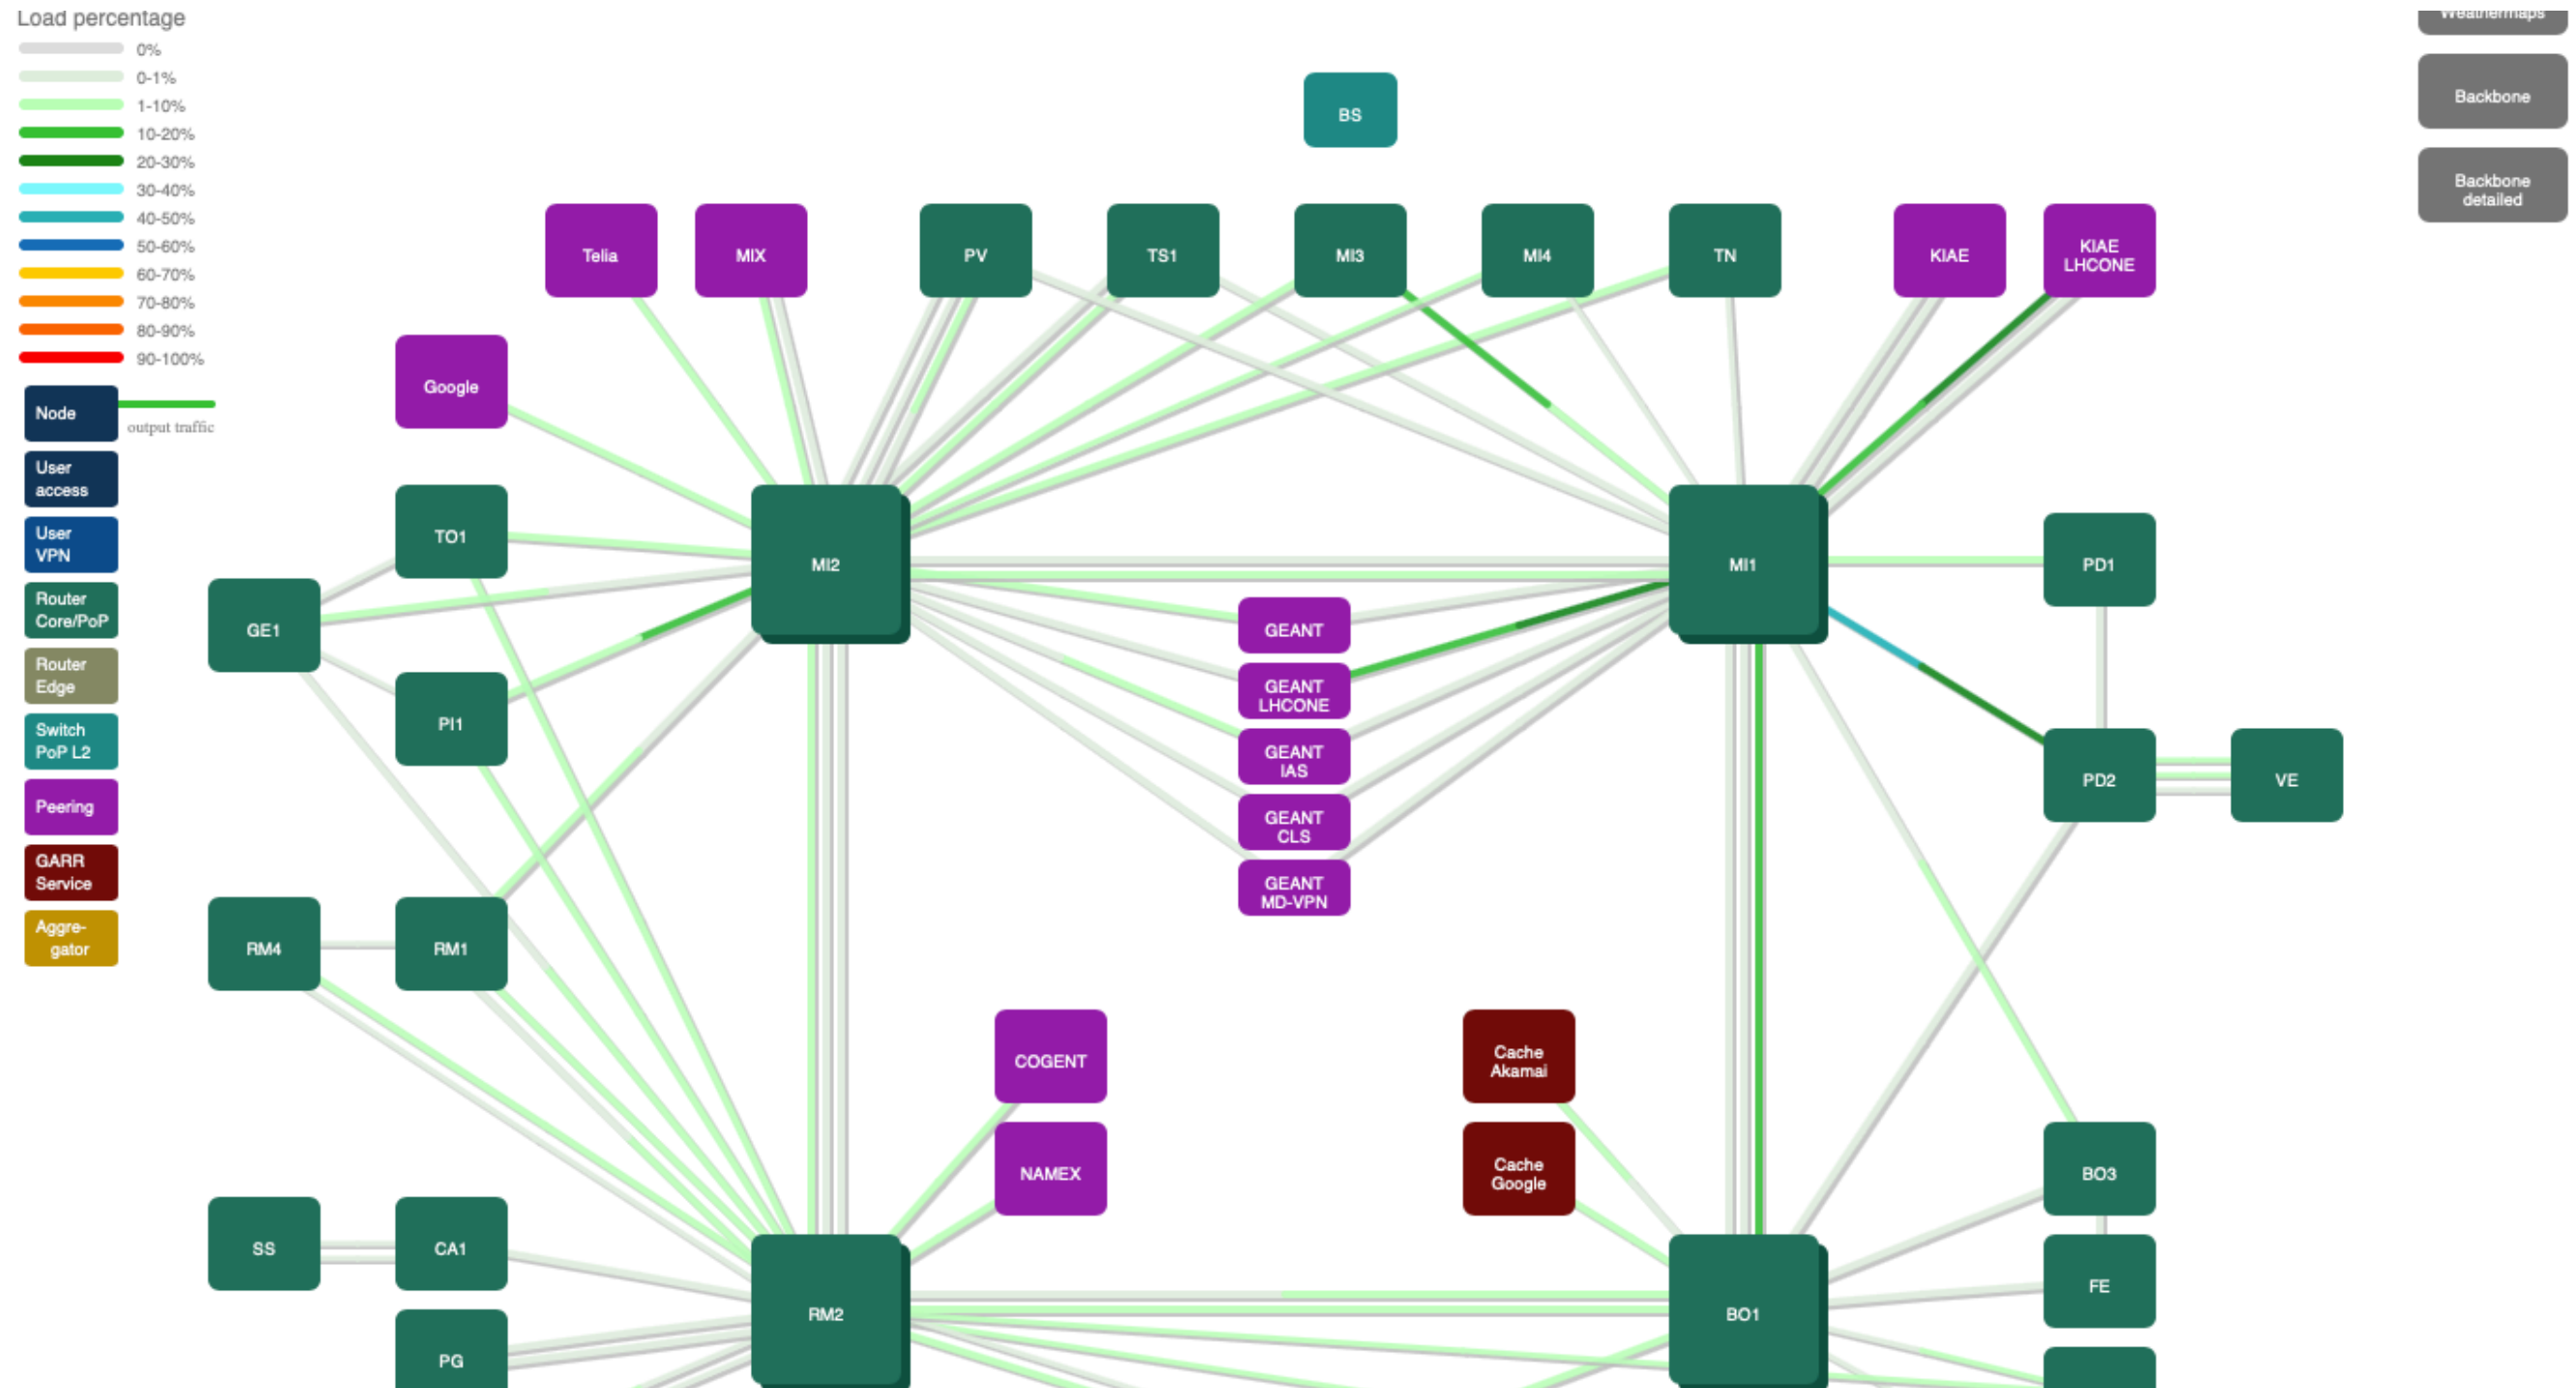 Load percentage
0%
0-1%
1-10%
10-20%
20-30%
30-40%
40-50%
50-60%
60-70%
70-80%
80-90%
90-100%
Node
output traffic
User
access
User
VPN
Router
Core/PoP
Router
Edge
Switch
PoP L2
Peering
GARR
Service
Aggre-
gator
Weathermaps
Backbone
Backbone
detailed
BS
Telia
MIX
PV
TS1
MI3
MI4
TN
KIAE
KIAE
LHCONE
Google
TO1
MI2
MI1
PD1
GE1
GEANT
GEANT
LHCONE
PI1
GEANT
IAS
PD2
VE
GEANT
CLS
GEANT
MD-VPN
RM4
RM1
COGENT
Cache
Akamai
NAMEX
Cache
Google
BO3
SS
CA1
FE
RM2
BO1
PG